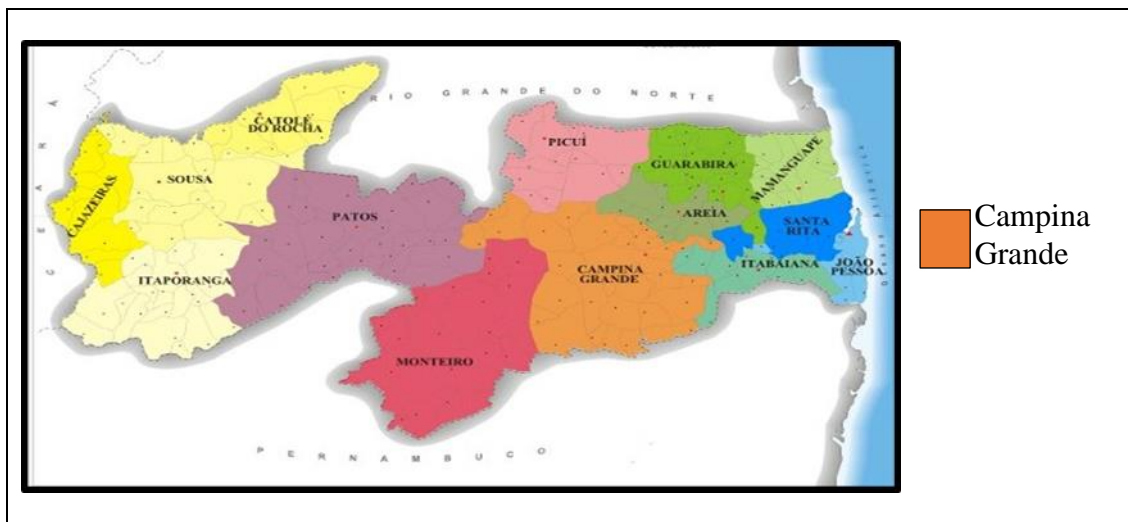 RIO GRANDE DO NORTE
CATOLÉ
DO ROCHA
PICUÍ
GUARABIRA
MAMANGUAPE
CAJAZEIRAS
SOUSA
PATOS
AREIA
SANTA
RITA
ITAPORANGA
CAMPINA
GRANDE
ITABAIANA
JOÃO
PESSOA
MONTEIRO
PERNAMBUCO
Campina
Grande